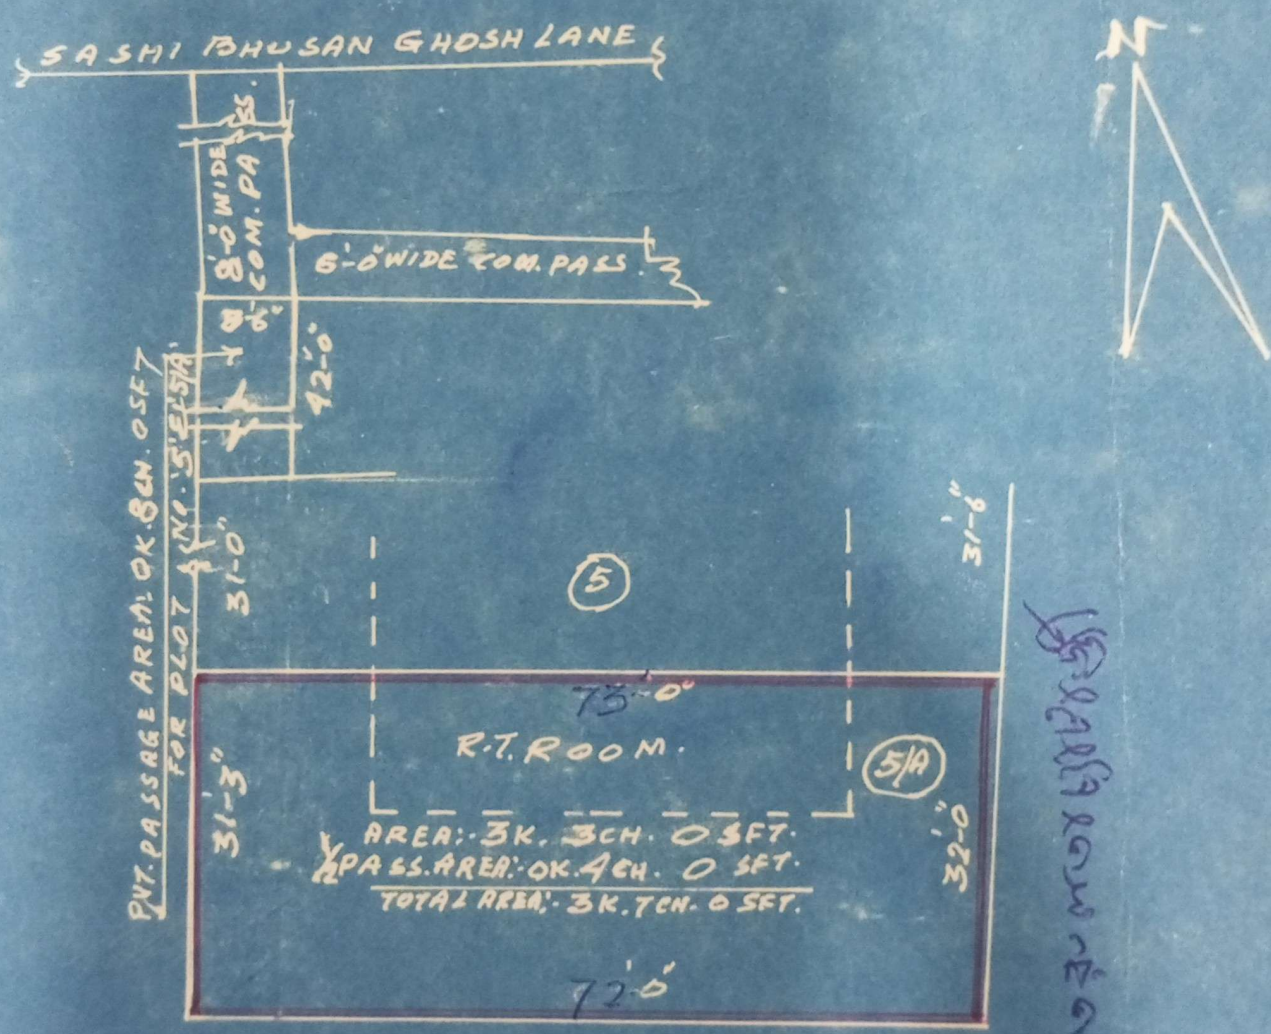 SASHI BHUSAN GHOSH LANE
N
8'-0" WIDE
COM. PASS.
6'-0" WIDE COM. PASS.
8'-6"
42'-0"
PVT. PASSAGE AREA:- 0K. 8CH. 0 SFT
FOR PLOT NO. '5' & '5/A'
31'-0"
31'-6"
5
73'-0"
R.T. ROOM.
5/A
31'-3"
32'-0"
AREA:- 3K. 3CH. 0 SFT.
½ PASS. AREA:- 0K. 4CH. 0 SFT.
TOTAL AREA:- 3K. 7CH. 0 SFT.
72'-0"